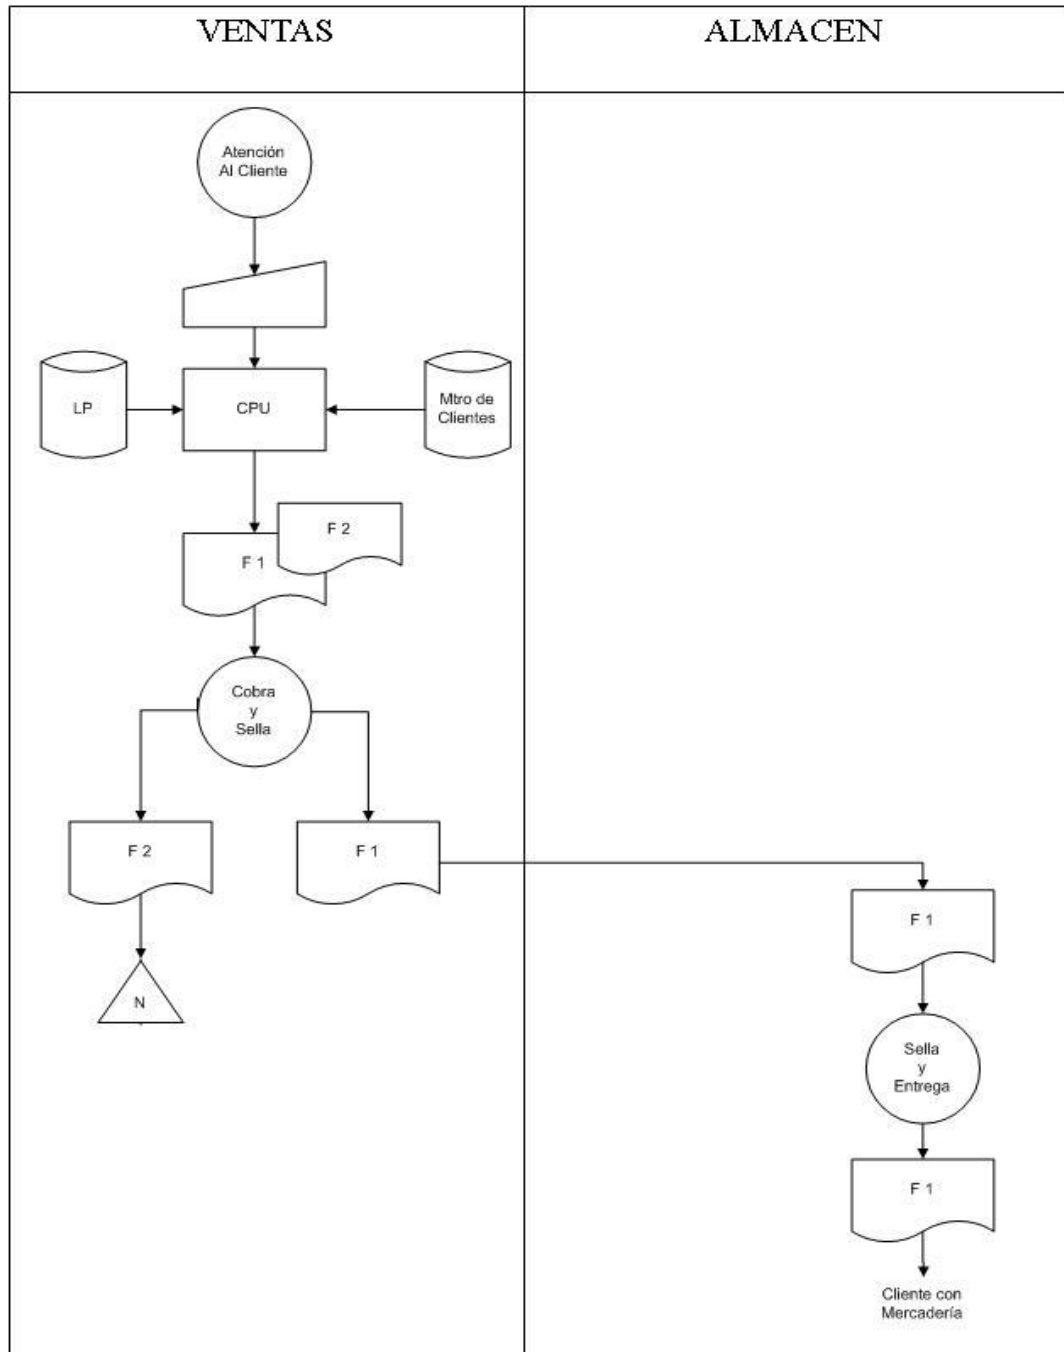 VENTAS
ALMACEN
Atención
Al Cliente
LP
CPU
Mtro de
Clientes
F 2
F 1
Cobra
y
Sella
F 2
F 1
F 1
N
Sella
y
Entrega
F 1
Cliente con
Mercadería